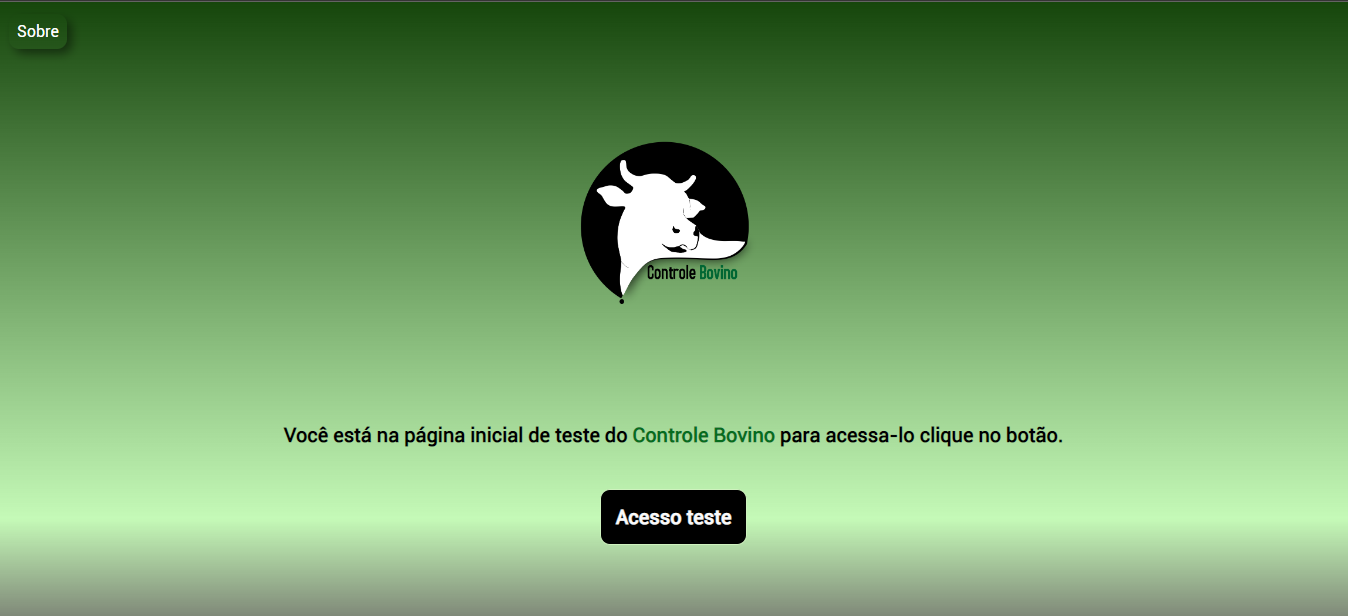 Sobre
Controle Bovino
Você está na página inicial de teste do Controle Bovino para acessa-lo clique no botão.
Acesso teste